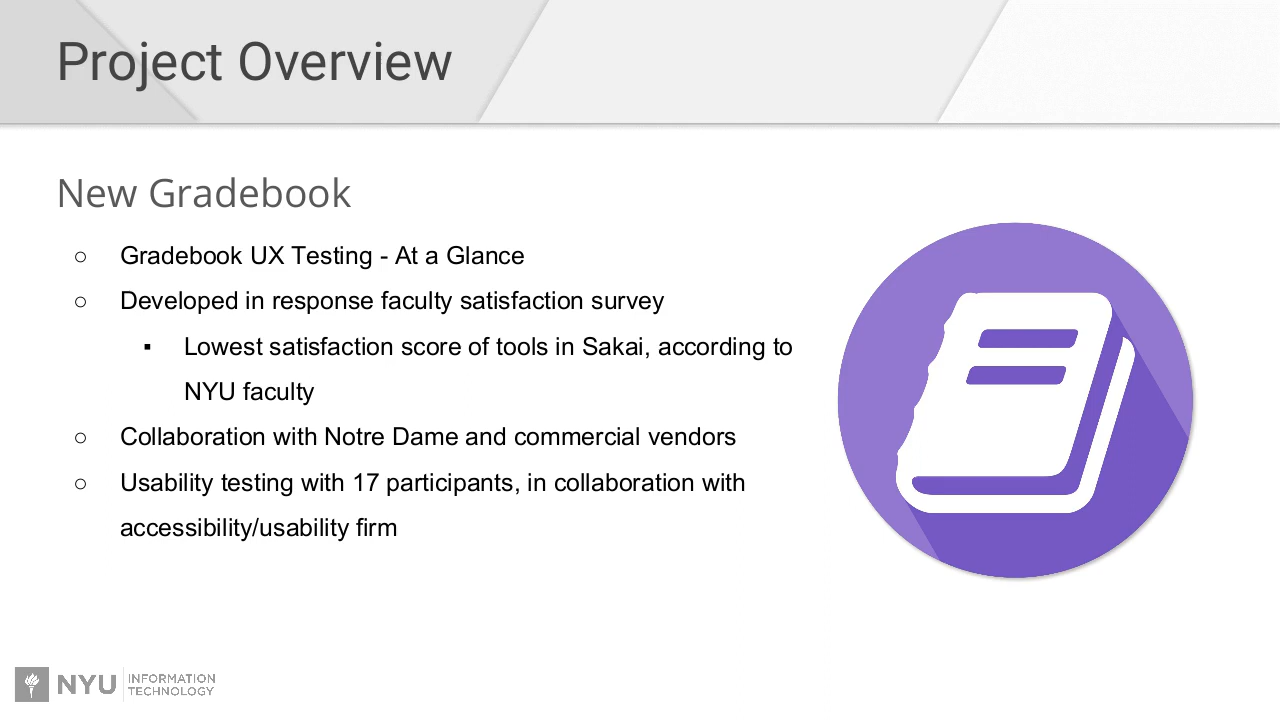 Project Overview
New Gradebook
○ Gradebook UX Testing - At a Glance
○ Developed in response faculty satisfaction survey
▪ Lowest satisfaction score of tools in Sakai, according to
NYU faculty
○ Collaboration with Notre Dame and commercial vendors
○ Usability testing with 17 participants, in collaboration with
accessibility/usability firm
NYU INFORMATION
TECHNOLOGY